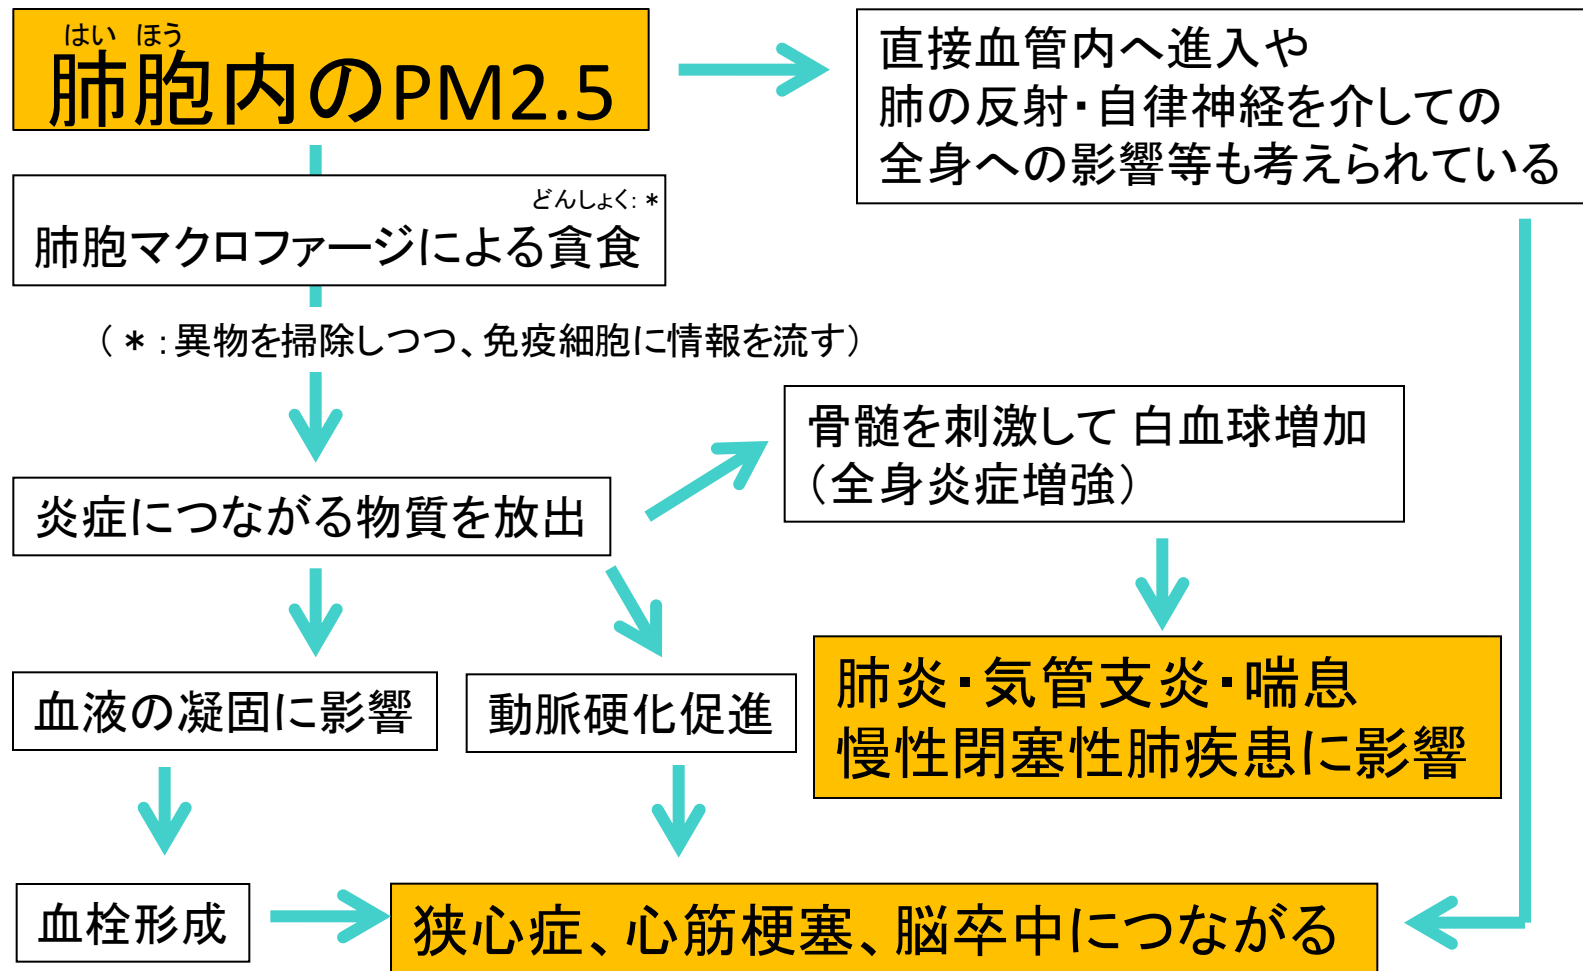 はい ほう
肺胞内のPM2.5
直接血管内へ進入や
肺の反射・自律神経を介しての
全身への影響等も考えられている
どんしょく: *
肺胞マクロファージによる貪食
（ * : 異物を掃除しつつ、免疫細胞に情報を流す）
骨髄を刺激して 白血球増加
（全身炎症増強）
炎症につながる物質を放出
血液の凝固に影響
動脈硬化促進
肺炎・気管支炎・喘息
慢性閉塞性肺疾患に影響
血栓形成
狭心症、心筋梗塞、脳卒中につながる